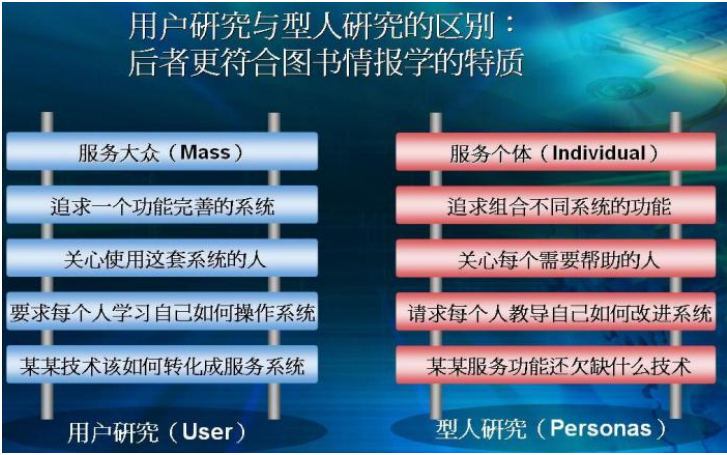 用户研究与型人研究的区别：
后者更符合图书情报学的特质
服务大众（Mass）
追求一个功能完善的系统
关心使用这套系统的人
要求每个人学习自己如何操作系统
某某技术该如何转化成服务系统
用户研究（User）
服务个体（Individual）
追求组合不同系统的功能
关心每个需要帮助的人
请求每个人教导自己如何改进系统
某某服务功能还欠缺什么技术
型人研究（Personas）